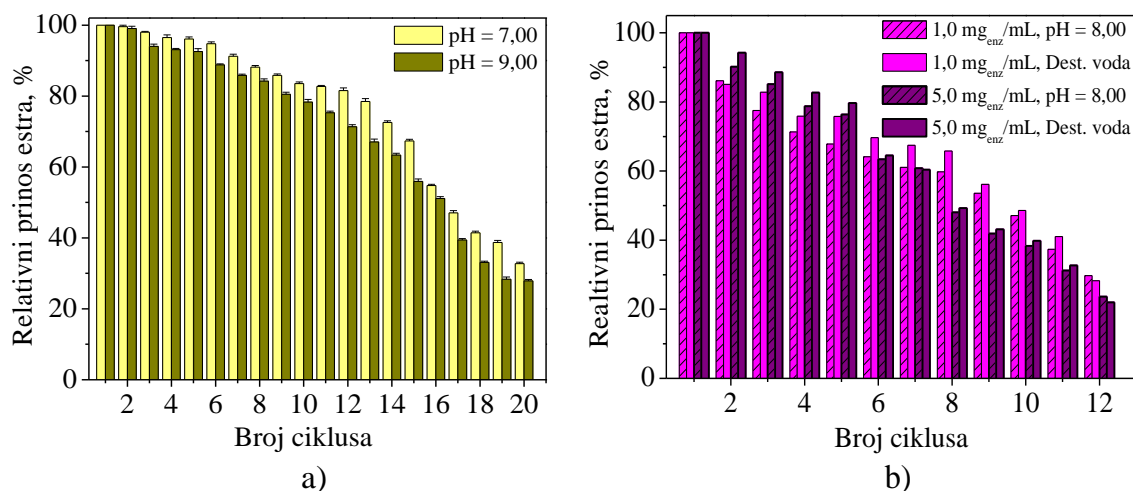 100
80
60
40
20
0
Relativni prinos estra, %
pH = 7,00
pH = 9,00
2 4 6 8 10 12 14 16 18 20
Broj ciklusa
a)
100
80
60
40
20
0
Realtivni prinos estra, %
1,0 mgenz/mL, pH = 8,00
1,0 mgenz/mL, Dest. voda
5,0 mgenz/mL, pH = 8,00
5,0 mgenz/mL, Dest. voda
2 4 6 8 10 12
Broj ciklusa
b)